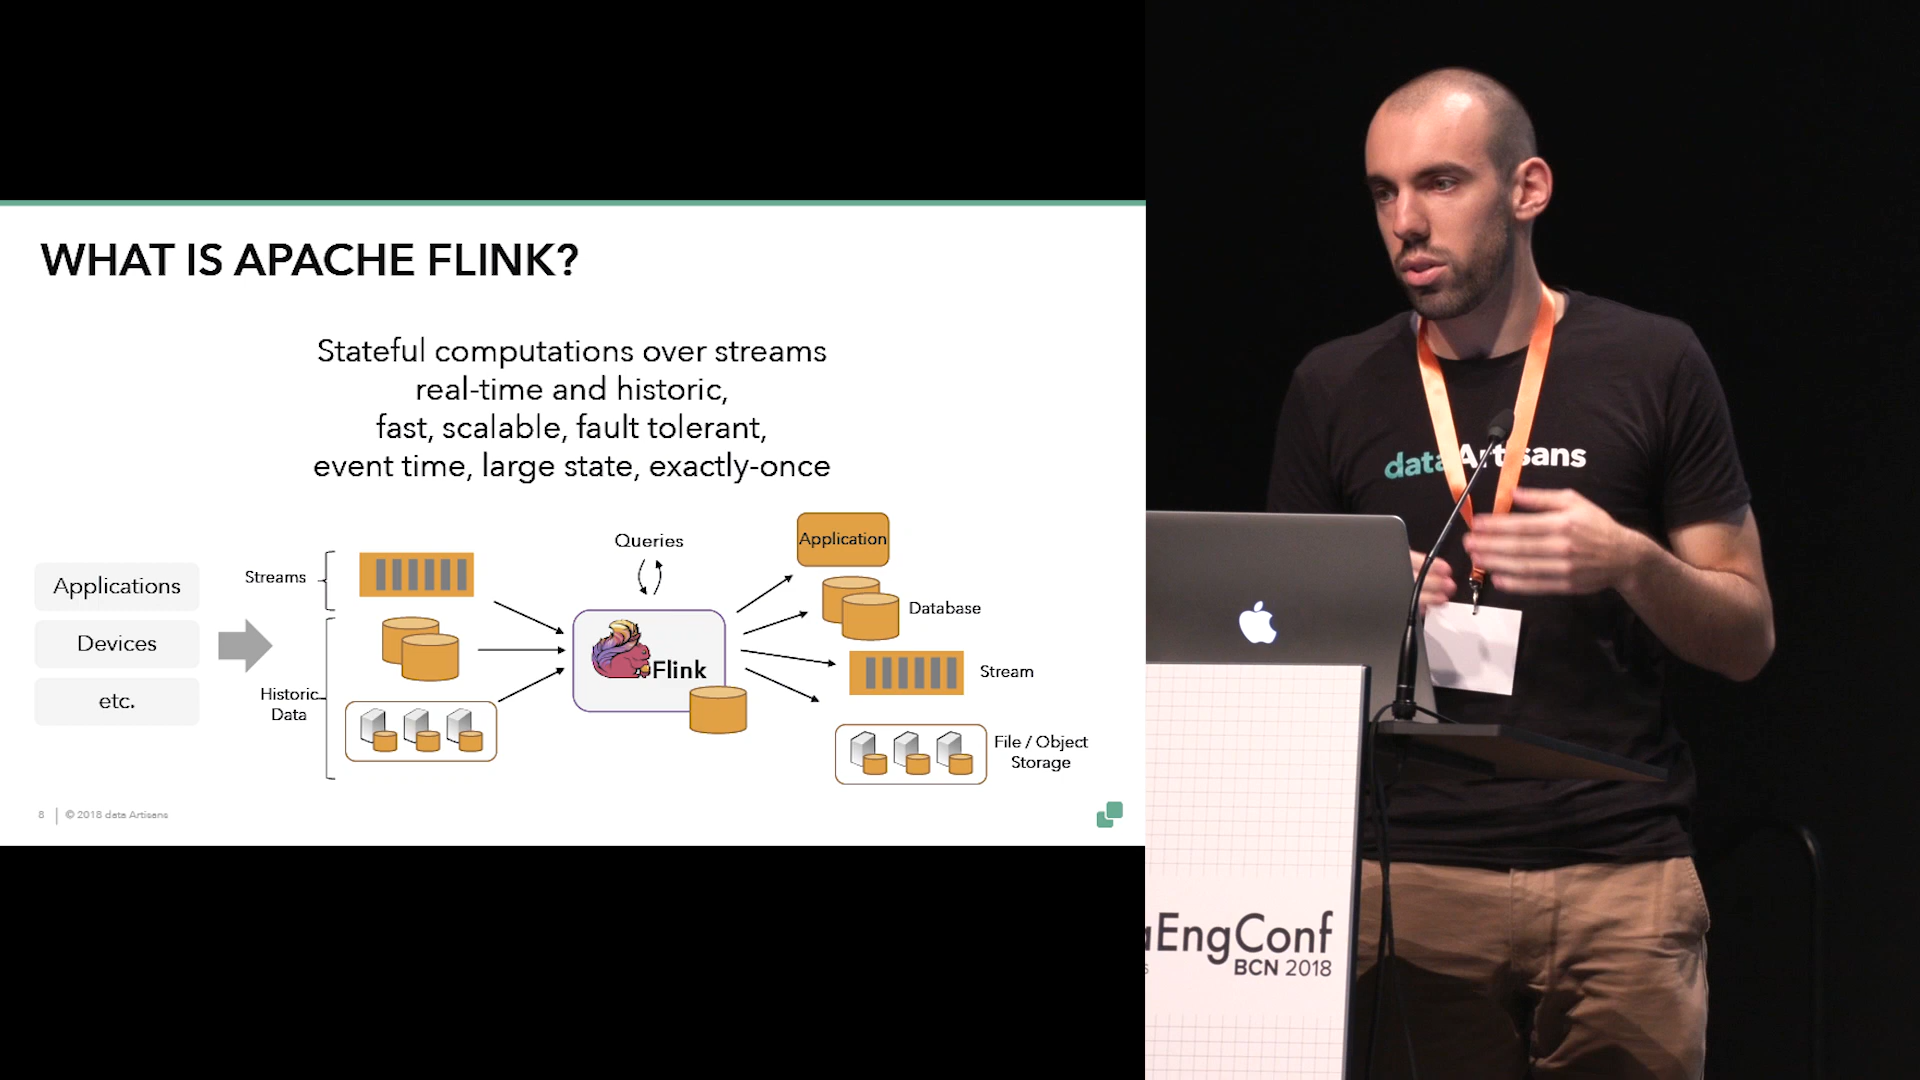 WHAT IS APACHE FLINK?
Stateful computations over streams
real-time and historic,
fast, scalable, fault tolerant,
event time, large state, exactly-once
Applications
Devices
etc.
Streams
Historic
Data
Queries
Flink
Application
Database
Stream
File / Object
Storage
8 | © 2018 data Artisans
dataArtisans
EngConf
BCN 2018